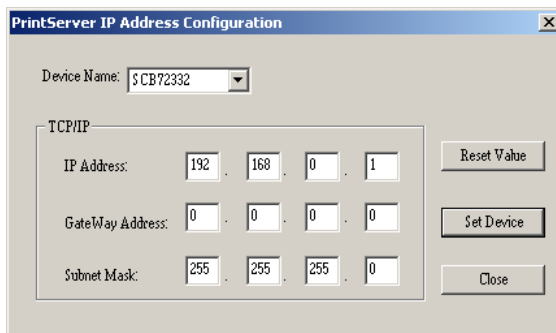 PrintServer IP Address Configuration
Device Name: SCB72332
TCP/IP
IP Address: 192 . 168 . 0 . 1
GateWay Address: 0 . 0 . 0 . 0
Subnet Mask: 255 . 255 . 255 . 0
Reset Value
Set Device
Close